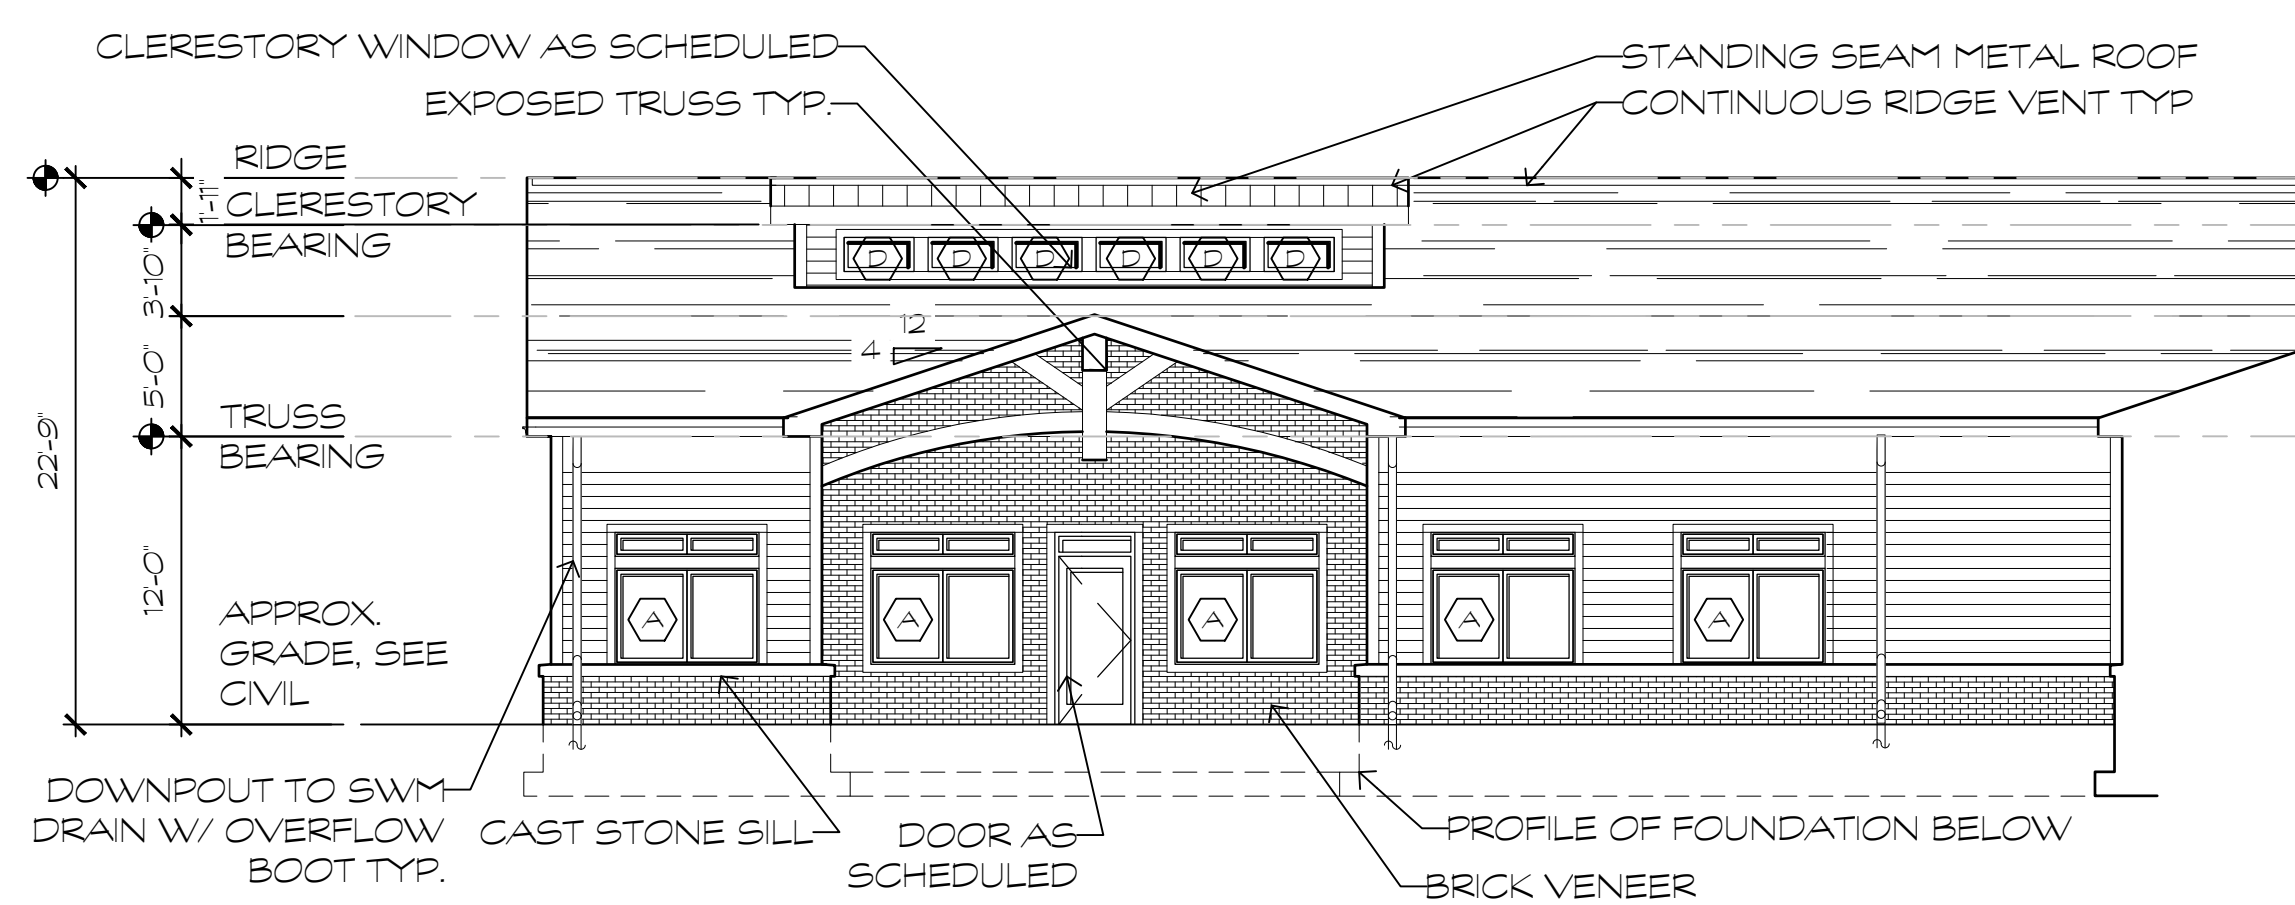 CLERESTORY WINDOW AS SCHEDULED
STANDING SEAM METAL ROOF
EXPOSED TRUSS TYP.
CONTINUOUS RIDGE VENT TYP
RIDGE
1'-11"
CLERESTORY
BEARING
3'-10"
D D D D D D
12
4
5'-0"
TRUSS
BEARING
22'-9"
12'-0"
APPROX.
GRADE, SEE
CIVIL
A A A A A
DOWNPOUT TO SWM
DRAIN W/ OVERFLOW
BOOT TYP.
CAST STONE SILL
DOOR AS
SCHEDULED
PROFILE OF FOUNDATION BELOW
BRICK VENEER